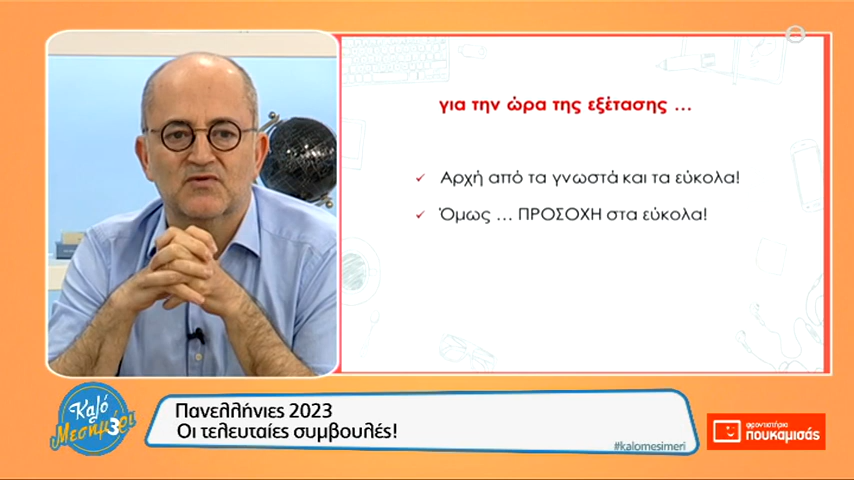 για την ώρα της εξέτασης ...
Αρχή από τα γνωστά και τα εύκολα!
Όμως ... ΠΡΟΣΟΧΗ στα εύκολα!
Καλό
Μεσημέρι
3
Πανελλήνιες 2023
Οι τελευταίες συμβουλές!
#kalomesimeri
φροντιστήρια
πουκαμισάς